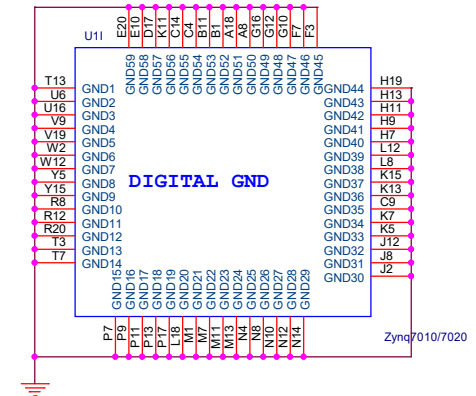 E20 E10 D17 K11 C14 C4 B11 B1 A18 A8 G16 G12 G10 F7 F3
U1I
GND59 GND58 GND57 GND56 GND55 GND54 GND53 GND52 GND51 GND50 GND49 GND48 GND47 GND46 GND45
T13 GND1
U6 GND2
U16 GND3
V9 GND4
V19 GND5
W2 GND6
W12 GND7
Y5 GND8
Y15 GND9
R8 GND10
R12 GND11
R20 GND12
T3 GND13
T7 GND14
DIGITAL GND
GND44 H19
GND43 H13
GND42 H11
GND41 H9
GND40 H7
GND39 L12
GND38 L8
GND37 K15
GND36 K13
GND35 C9
GND34 K7
GND33 K5
GND32 J12
GND31 J8
GND30 J2
GND15 GND16 GND17 GND18 GND19 GND20 GND21 GND22 GND23 GND24 GND25 GND26 GND27 GND28 GND29
P7 P9 P11 P13 P17 L18 M1 M7 M11 M13 N4 N8 N10 N12 N14
Zynq7010/7020